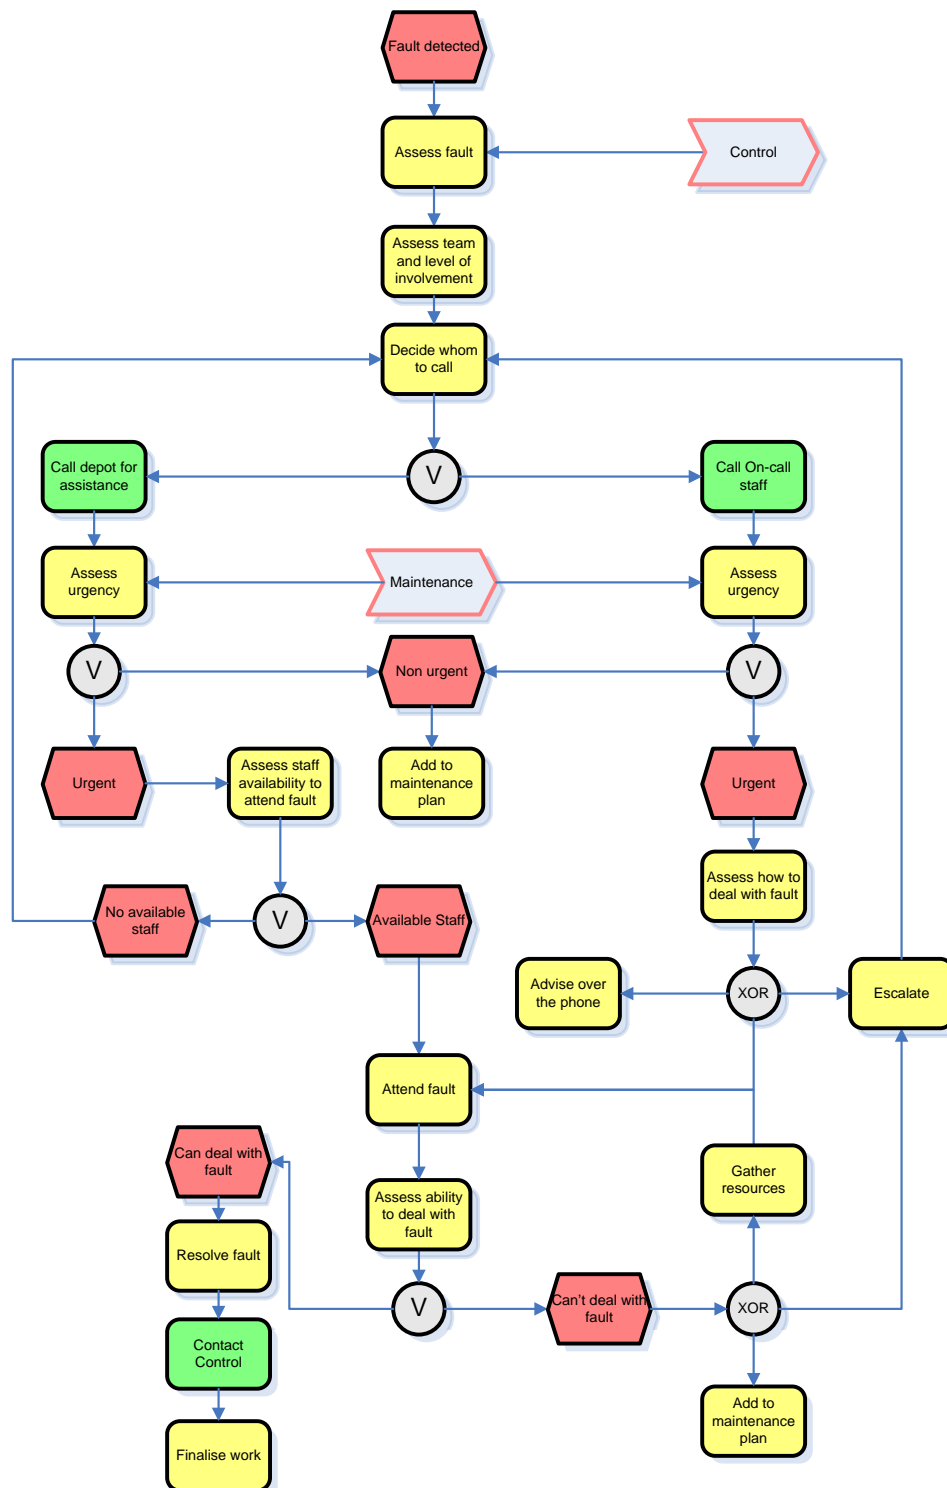 Fault detected
Assess fault
Control
Assess team
and level of
involvement
Decide whom
to call
Call depot for
assistance
V
Call On-call
staff
Assess
urgency
Maintenance
Assess
urgency
V
Non urgent
V
Urgent
Assess staff
availability to
attend fault
Add to
maintenance
plan
Urgent
Assess how to
deal with fault
No available
staff
V
Available Staff
Advise over
the phone
XOR
Escalate
Attend fault
Can deal with
fault
Gather
resources
Assess ability
to deal with
fault
Resolve fault
V
Can't deal with
fault
XOR
Contact
Control
Add to
maintenance
plan
Finalise work